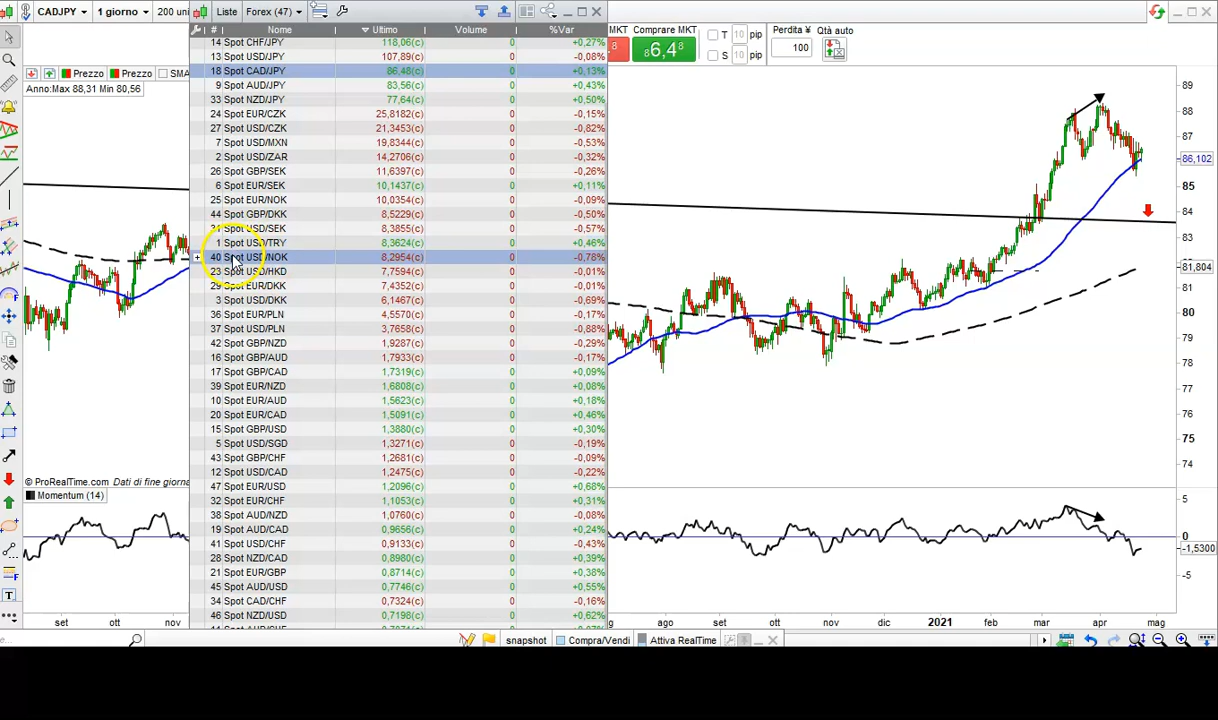 CADJPY 1 giorno 200 uni Liste Forex (47)
# Nome Ultimo Volume %Var
14 Spot CHF/JPY 118,06(c) 0 +0,27%
13 Spot USD/JPY 107,89(c) 0 -0,08%
18 Spot CAD/JPY 86,48(c) 0 +0,13%
9 Spot AUD/JPY 83,56(c) 0 +0,43%
33 Spot NZD/JPY 77,64(c) 0 +0,50%
24 Spot EUR/CZK 25,8182(c) 0 -0,15%
27 Spot USD/CZK 21,3453(c) 0 -0,82%
7 Spot USD/MXN 19,8344(c) 0 -0,53%
2 Spot USD/ZAR 14,2706(c) 0 -0,32%
26 Spot GBP/SEK 11,6397(c) 0 -0,26%
6 Spot EUR/SEK 10,1437(c) 0 +0,11%
25 Spot EUR/NOK 10,0354(c) 0 -0,09%
44 Spot GBP/DKK 8,5229(c) 0 -0,50%
Spot USD/SEK 8,3855(c) 0 -0,57%
1 Spot USD/TRY 8,3624(c) 0 +0,46%
40 Spot USD/NOK 8,2954(c) 0 -0,78%
23 Spot USD/HKD 7,7594(c) 0 -0,01%
29 Spot EUR/DKK 7,4352(c) 0 -0,01%
3 Spot USD/DKK 6,1467(c) 0 -0,69%
36 Spot EUR/PLN 4,5570(c) 0 -0,17%
37 Spot USD/PLN 3,7658(c) 0 -0,88%
42 Spot GBP/NZD 1,9287(c) 0 -0,29%
16 Spot GBP/AUD 1,7933(c) 0 -0,17%
17 Spot GBP/CAD 1,7319(c) 0 +0,09%
39 Spot EUR/NZD 1,6808(c) 0 +0,08%
10 Spot EUR/AUD 1,5623(c) 0 +0,18%
20 Spot EUR/CAD 1,5091(c) 0 +0,46%
15 Spot GBP/USD 1,3880(c) 0 +0,30%
5 Spot USD/SGD 1,3271(c) 0 -0,19%
43 Spot GBP/CHF 1,2681(c) 0 -0,09%
12 Spot USD/CAD 1,2475(c) 0 -0,22%
47 Spot EUR/USD 1,2096(c) 0 +0,68%
32 Spot EUR/CHF 1,1053(c) 0 +0,31%
38 Spot AUD/NZD 1,0760(c) 0 -0,08%
19 Spot AUD/CAD 0,9656(c) 0 +0,24%
41 Spot USD/CHF 0,9133(c) 0 -0,43%
28 Spot NZD/CAD 0,8980(c) 0 +0,39%
21 Spot EUR/GBP 0,8714(c) 0 +0,38%
45 Spot AUD/USD 0,7746(c) 0 +0,55%
34 Spot CAD/CHF 0,7324(c) 0 -0,16%
46 Spot NZD/USD 0,7198(c) 0 +0,62%
Prezzo Prezzo SMA
Anno:Max 88,31 Min 80,56
© ProRealTime.com Dati di fine giorna
Momentum (14)
set ott nov
MKT Comprare MKT T 10 pip Perdita ¥ Qtà auto
86,4⁸ S 10 pip 100
89
88
87
86,102
85
84
83
81,804
81
80
79
78
77
76
75
74
5
0
-1,5300
-5
ago set ott nov dic 2021 feb mar apr mag
snapshot Compra/Vendi Attiva RealTime